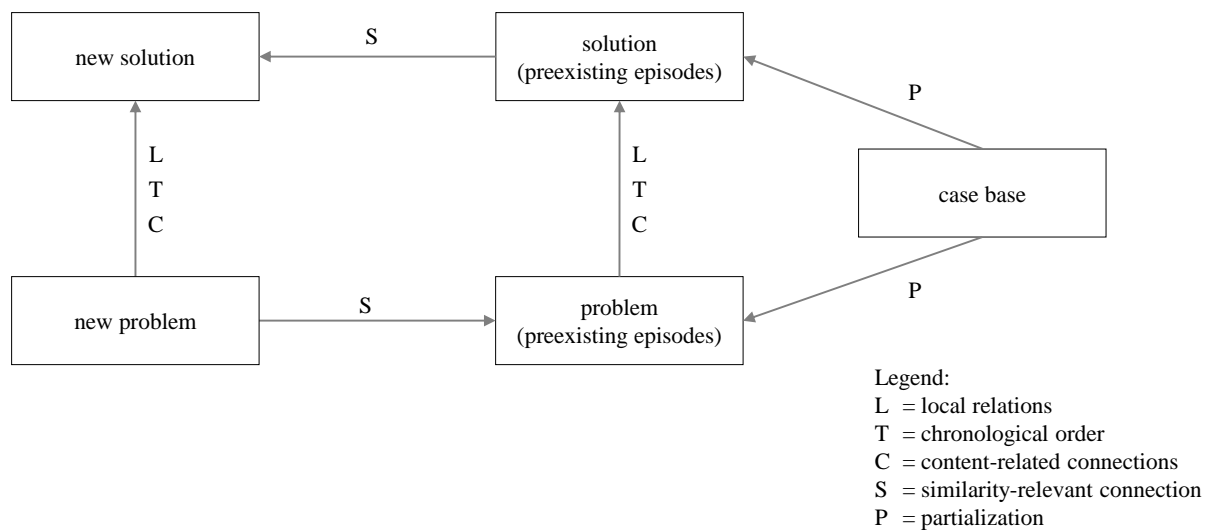 new solution
S
solution
(preexisting episodes)
P
L
T
C
L
T
C
case base
new problem
S
problem
(preexisting episodes)
P
Legend:
L = local relations
T = chronological order
C = content-related connections
S = similarity-relevant connection
P = partialization